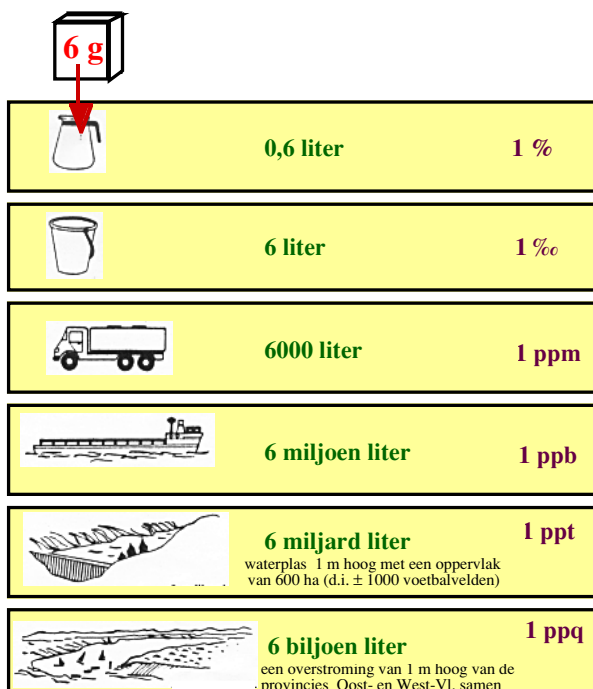 6 g
0,6 liter 1 %
6 liter 1 ‰
6000 liter 1 ppm
6 miljoen liter 1 ppb
6 miljard liter 1 ppt
waterplas 1 m hoog met een oppervlak
van 600 ha (d.i. ± 1000 voetbalvelden)
6 biljoen liter 1 ppq
een overstroming van 1 m hoog van de
provincies Oost- en West-Vl. samen